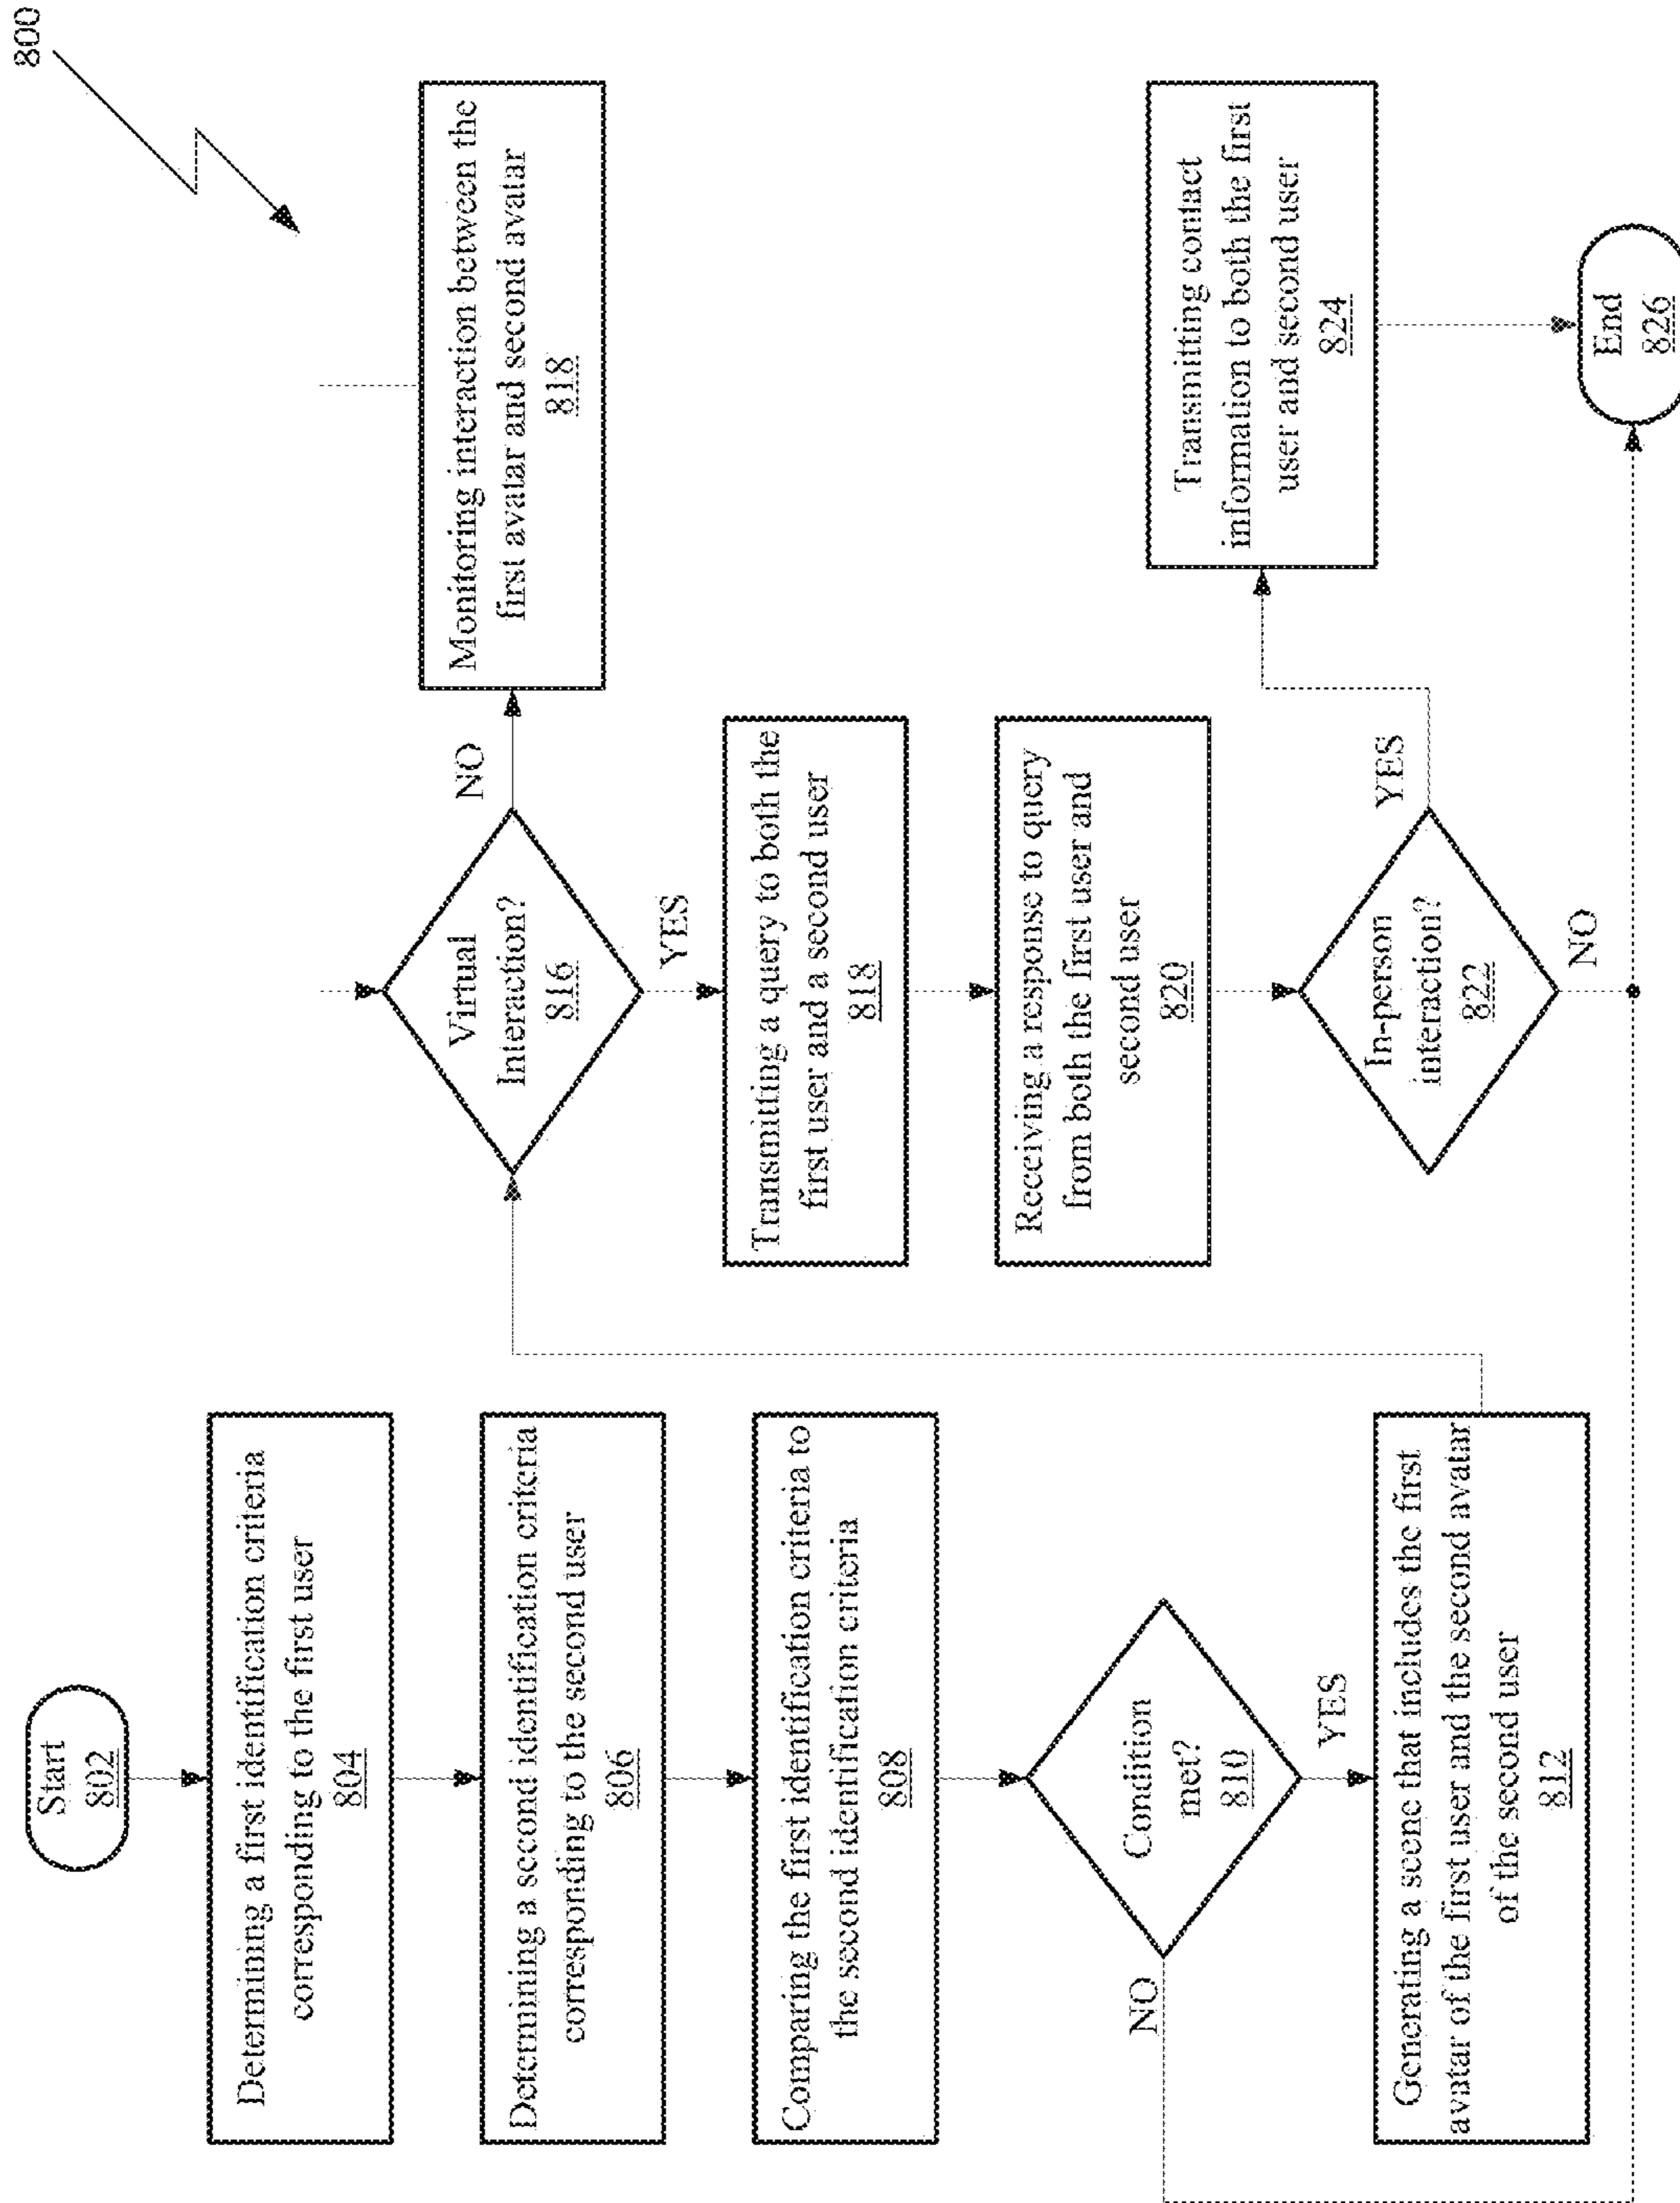 800
Start
802
Determining a first identification criteria
corresponding to the first user
804
Determining a second identification criteria
corresponding to the second user
806
Comparing the first identification criteria to
the second identification criteria
808
Condition
met?
810
NO
YES
Generating a scene that includes the first
avatar of the first user and the second avatar
of the second user
812
Virtual
Interaction?
816
NO
YES
Monitoring interaction between the
first avatar and second avatar
818
Transmitting a query to both the
first user and a second user
818
Receiving a response to query
from both the first user and
second user
820
In-person
interaction?
822
YES
NO
Transmitting contact
information to both the first
user and second user
824
End
826